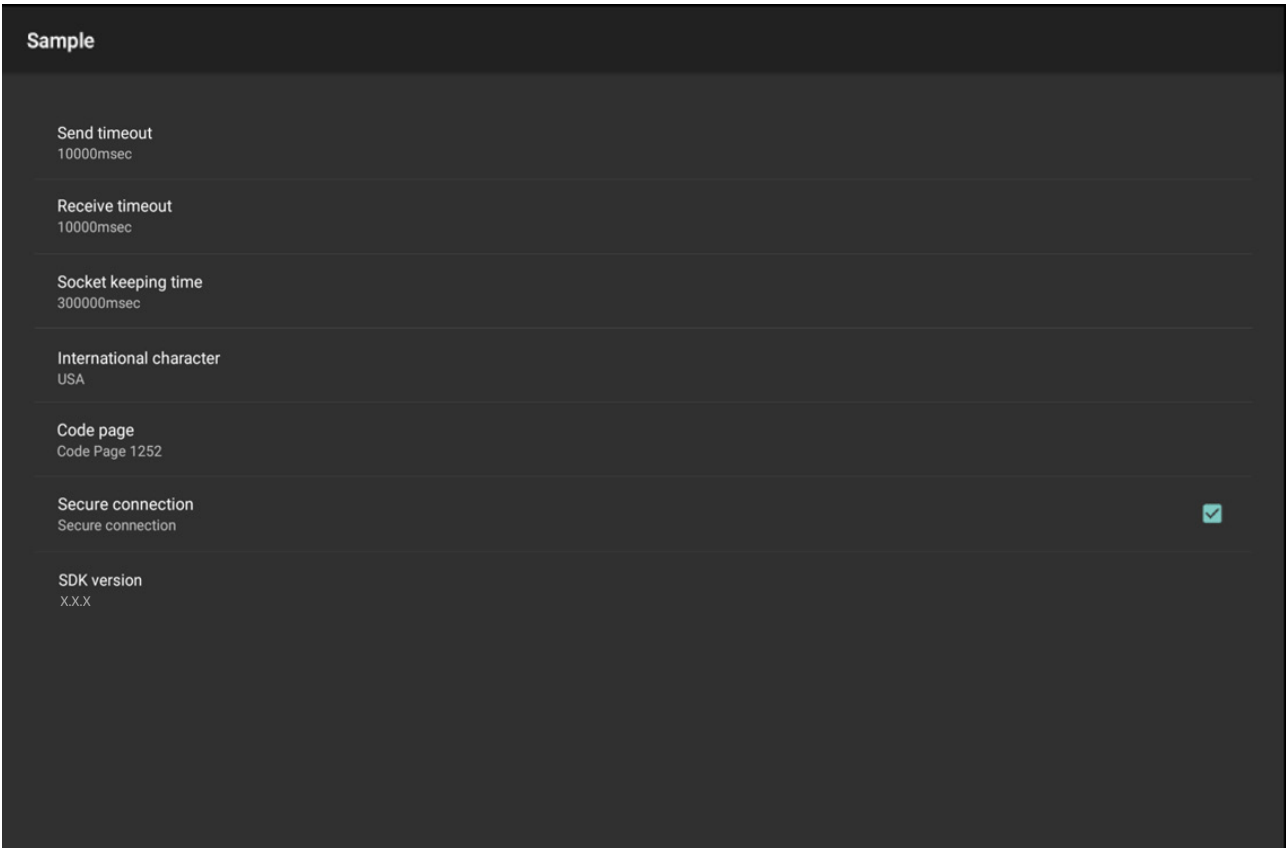 Sample
Send timeout
10000msec
Receive timeout
10000msec
Socket keeping time
300000msec
International character
USA
Code page
Code Page 1252
Secure connection
Secure connection
SDK version
X.X.X